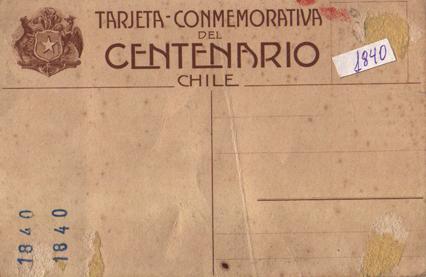 TARJETA-CONMEMORATIVA
DEL
CENTENARIO
CHILE
1840
1840
1840